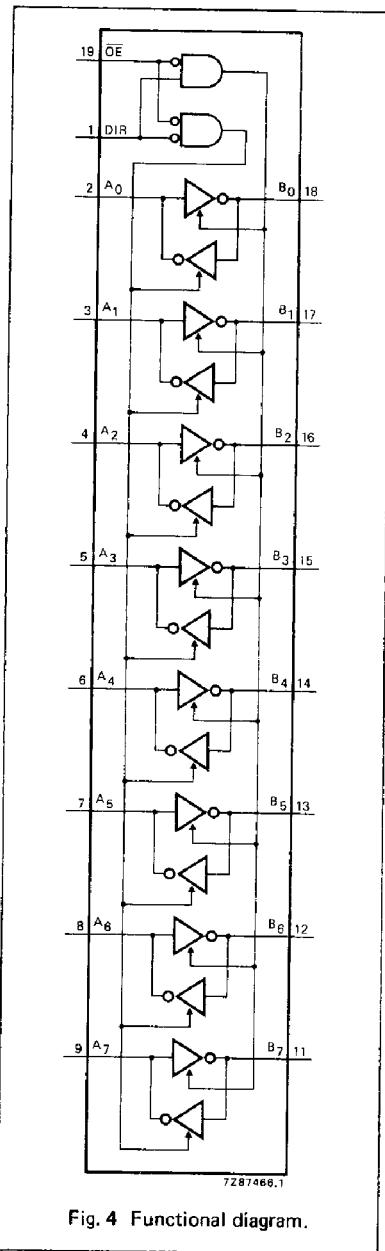 19 OE
1 DIR
2 A0 B0 18
3 A1 B1 17
4 A2 B2 16
5 A3 B3 15
6 A4 B4 14
7 A5 B5 13
8 A6 B6 12
9 A7 B7 11
7Z87466.1
Fig. 4 Functional diagram.